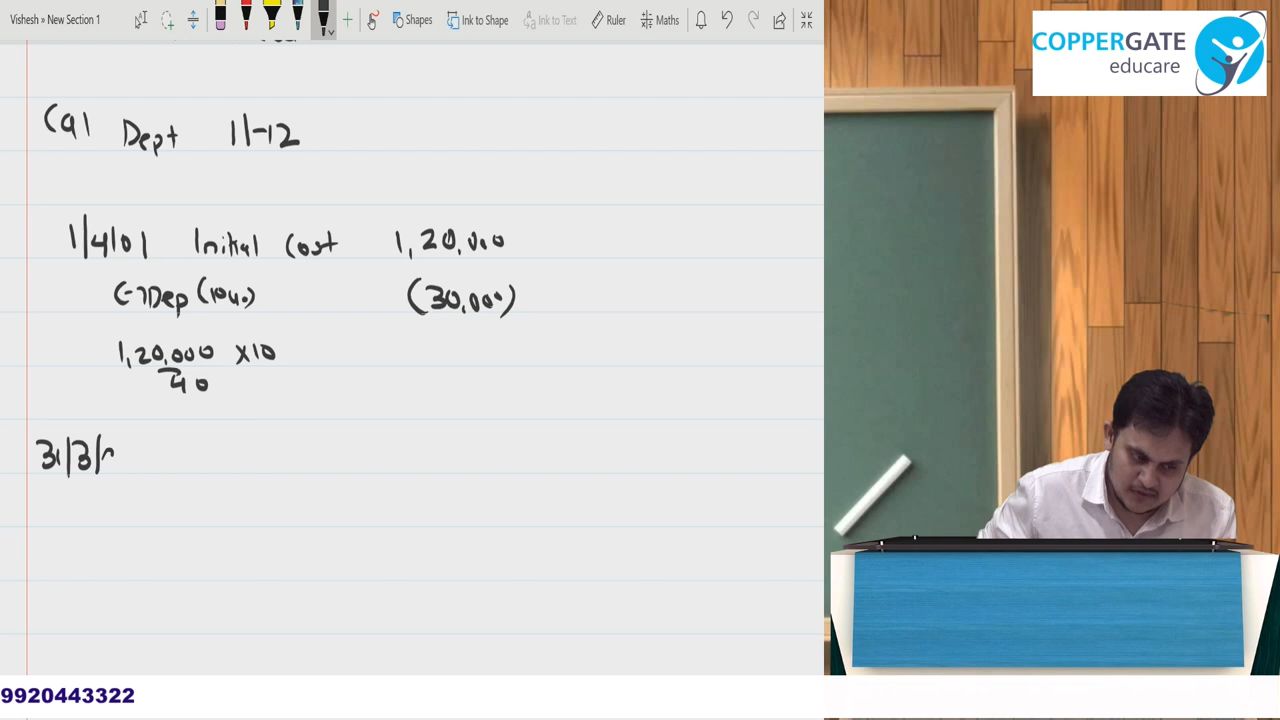 Vishesh » New Section 1
Shapes
Ink to Shape
Ink to Text
Ruler
Maths
COPPERGATE
educare
Cal Dept 11-12
1/4/01 Initial Cost 1,20,000
(-) Dep (10y.) (30,000)
1,20,000 x10
40
31/3/
9920443322